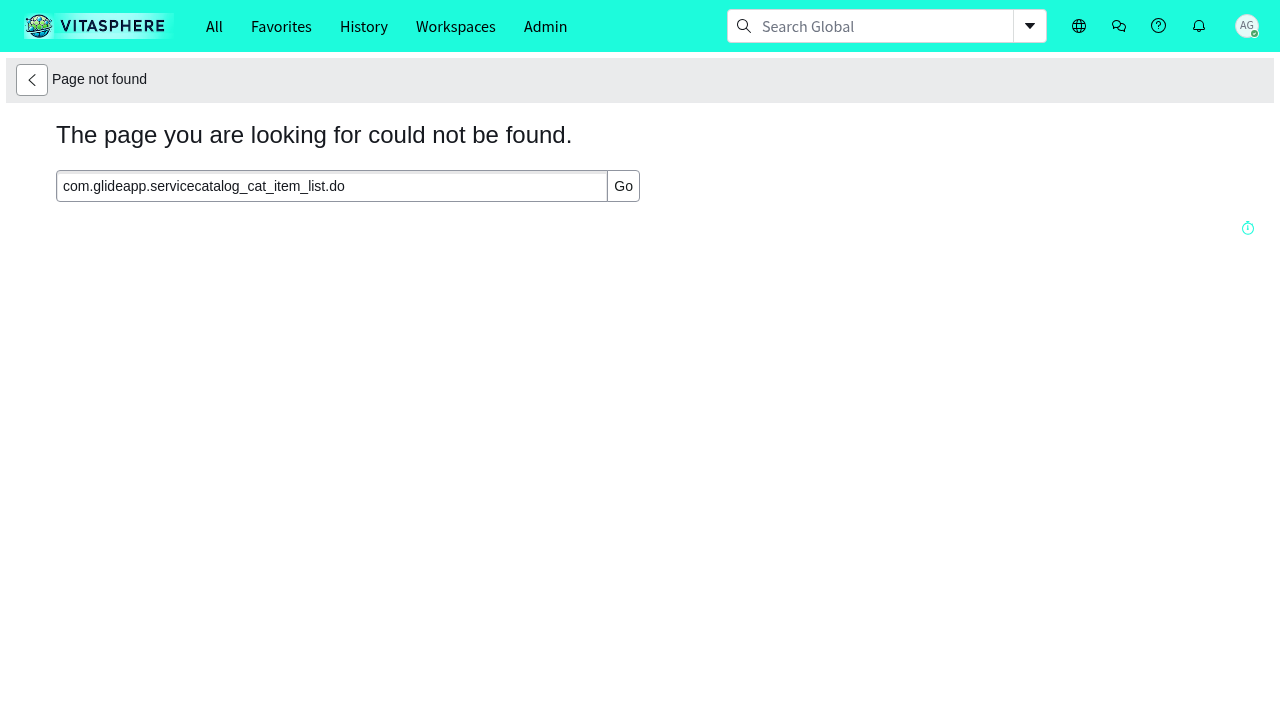 VITASPHERE
All
Favorites
History
Workspaces
Admin
Search Global
AG
Page not found
The page you are looking for could not be found.
com.glideapp.servicecatalog_cat_item_list.do
Go